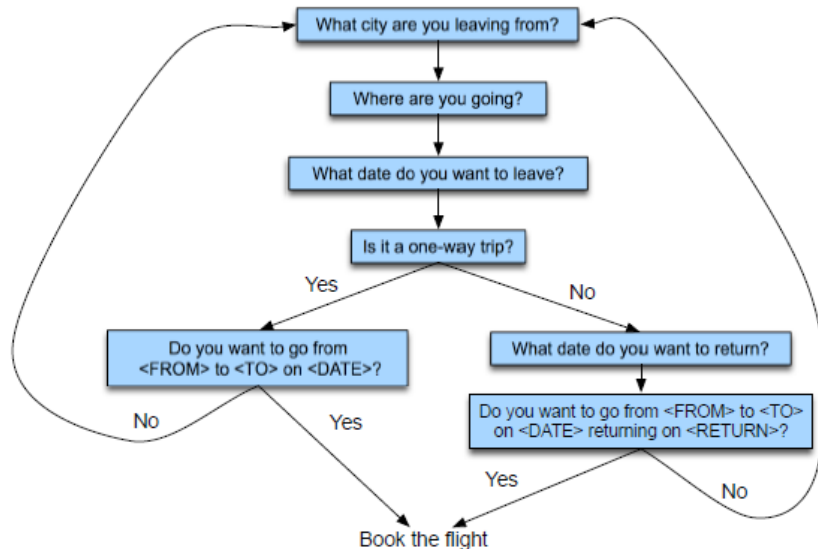 What city are you leaving from?
Where are you going?
What date do you want to leave?
Is it a one-way trip?
Yes
No
Do you want to go from
<FROM> to <TO> on <DATE>?
What date do you want to return?
Do you want to go from <FROM> to <TO>
on <DATE> returning on <RETURN>?
No
Yes
Yes
No
Book the flight